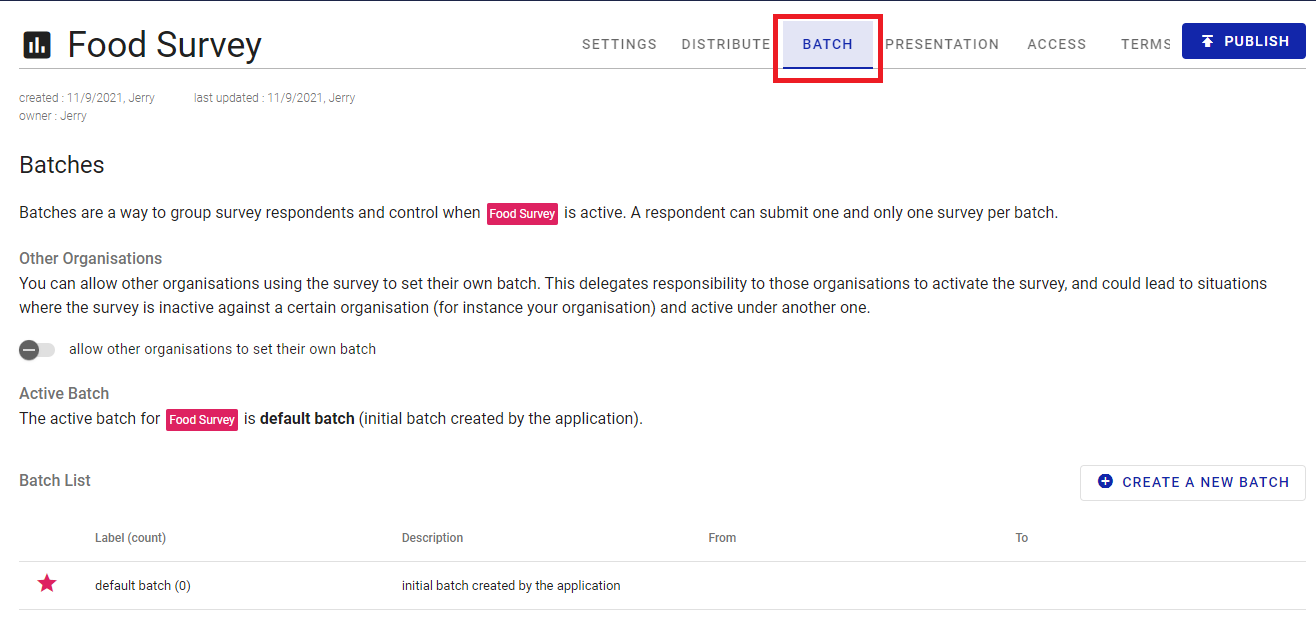 Food Survey
SETTINGS DISTRIBUTE BATCH PRESENTATION ACCESS TERMS PUBLISH
created : 11/9/2021, Jerry last updated : 11/9/2021, Jerry
owner : Jerry
Batches
Batches are a way to group survey respondents and control when Food Survey is active. A respondent can submit one and only one survey per batch.
Other Organisations
You can allow other organisations using the survey to set their own batch. This delegates responsibility to those organisations to activate the survey, and could lead to situations
where the survey is inactive against a certain organisation (for instance your organisation) and active under another one.
allow other organisations to set their own batch
Active Batch
The active batch for Food Survey is default batch (initial batch created by the application).
Batch List
CREATE A NEW BATCH
Label (count) Description From To
default batch (0) initial batch created by the application